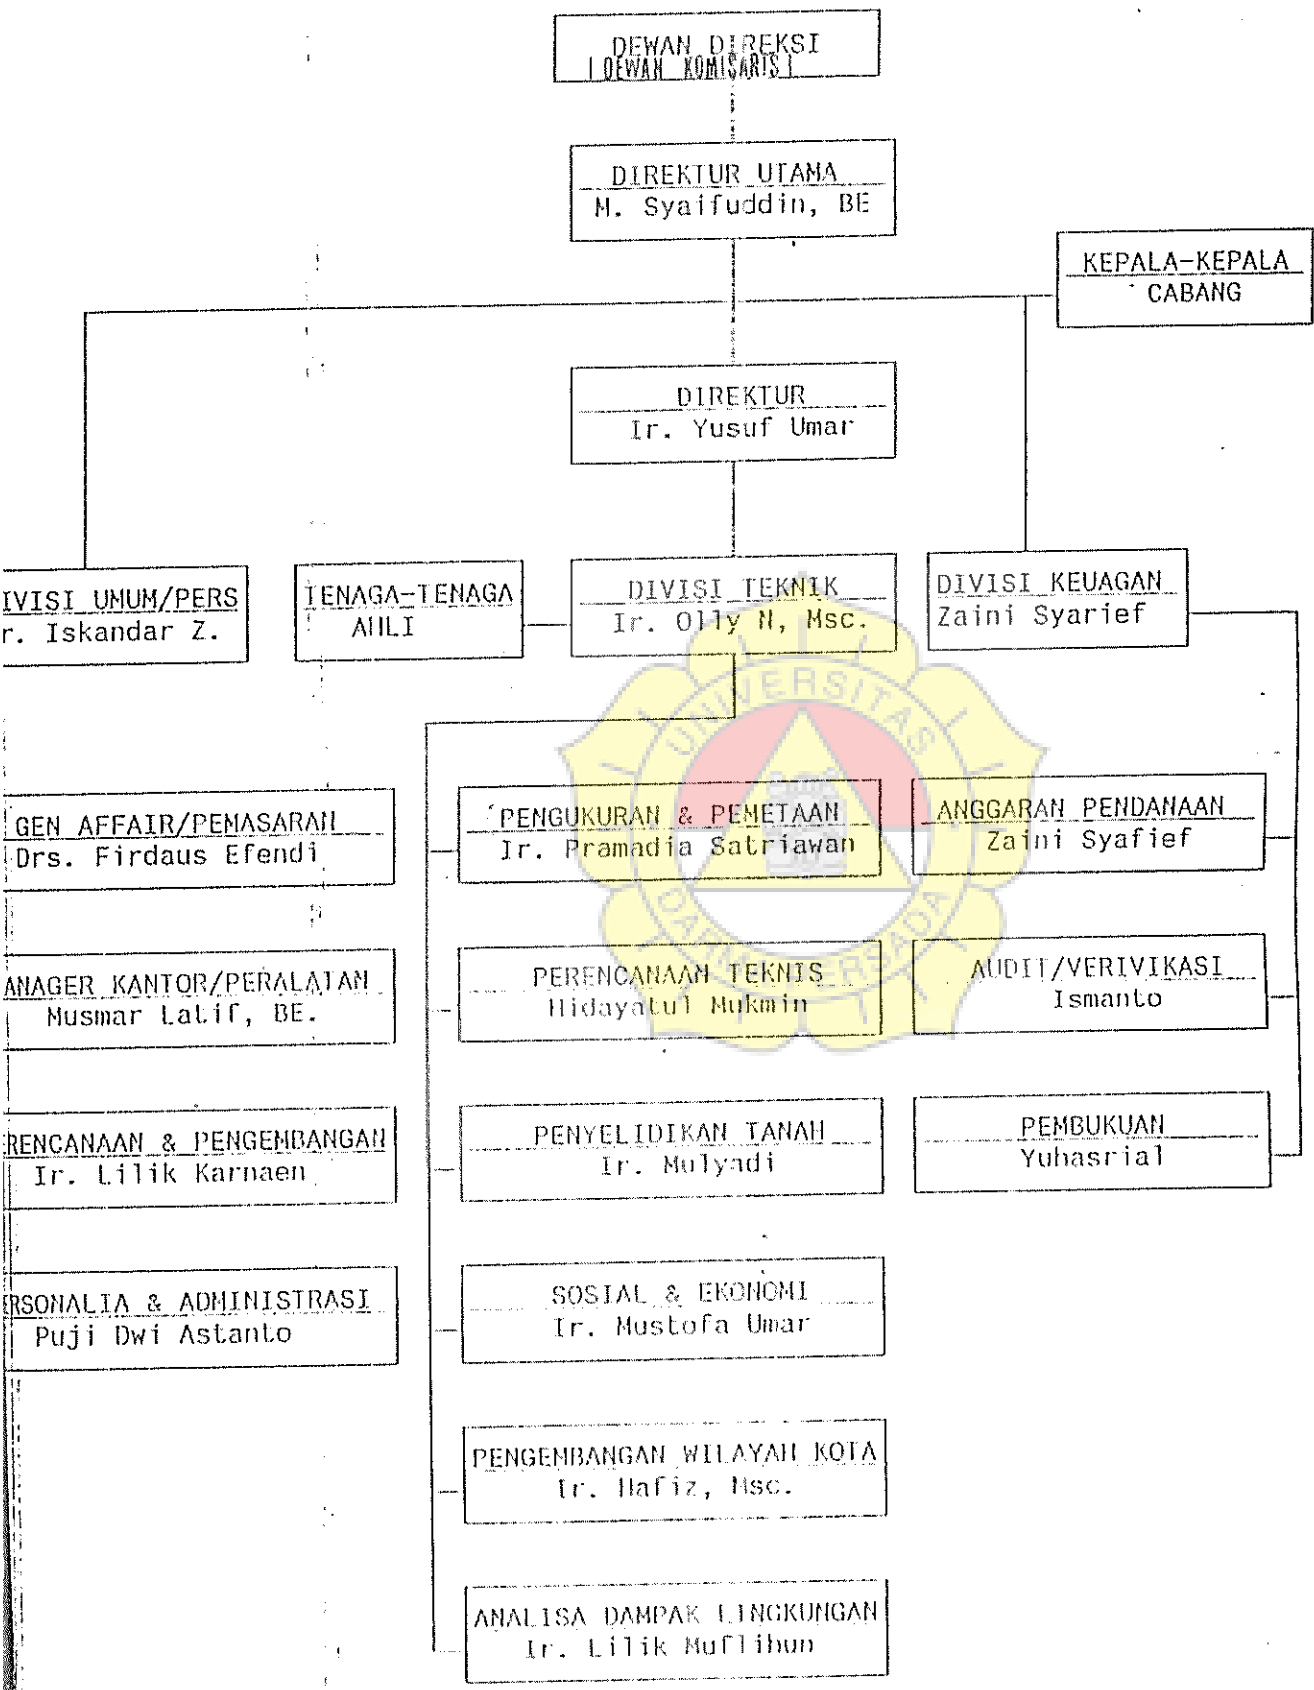 DEWAN DIREKSI
[DEWAN KOMISARIS]
DIREKTUR UTAMA
M. Syaifuddin, BE
KEPALA-KEPALA
CABANG
DIREKTUR
Ir. Yusuf Umar
IVISI UMUM/PERS
r. Iskandar Z.
TENAGA-TENAGA
AHLI
DIVISI TEKNIK
Ir. Olly N, Msc.
DIVISI KEUAGAN
Zaini Syarief
UNIVERSITAS
DARMA PERSADA
GEN AFFAIR/PEMASARAN
Drs. Firdaus Efendi
PENGUKURAN & PEMETAAN
Ir. Pramadia Satriawan
ANGGARAN PENDANAAN
Zaini Syafief
ANAGER KANTOR/PERALATAN
Musmar Latif, BE.
PERENCANAAN TEKNIS
Hidayatul Mukmin
AUDIT/VERIVIKASI
Ismanto
RENCANAAN & PENGEMBANGAN
Ir. Lilik Karnaen
PENYELIDIKAN TANAH
Ir. Mulyadi
PEMBUKUAN
Yuhasrial
RSONALIA & ADMINISTRASI
Puji Dwi Astanto
SOSIAL & EKONOMI
Ir. Mustofa Umar
PENGEMBANGAN WILAYAH KOTA
Ir. Hafiz, Msc.
ANALISA DAMPAK LINGKUNGAN
Ir. Lilik Muflihun